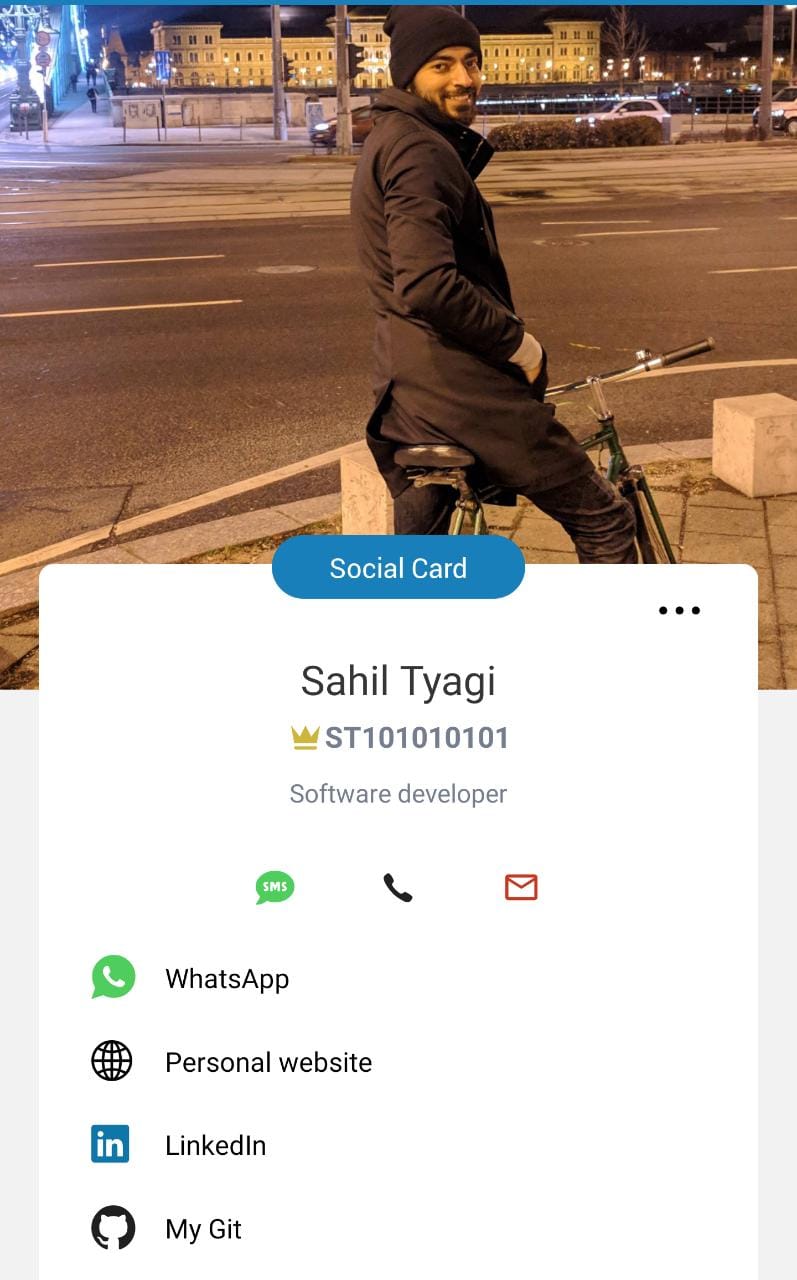 Social Card
Sahil Tyagi
ST101010101
Software developer
SMS
WhatsApp
Personal website
in
LinkedIn
My Git